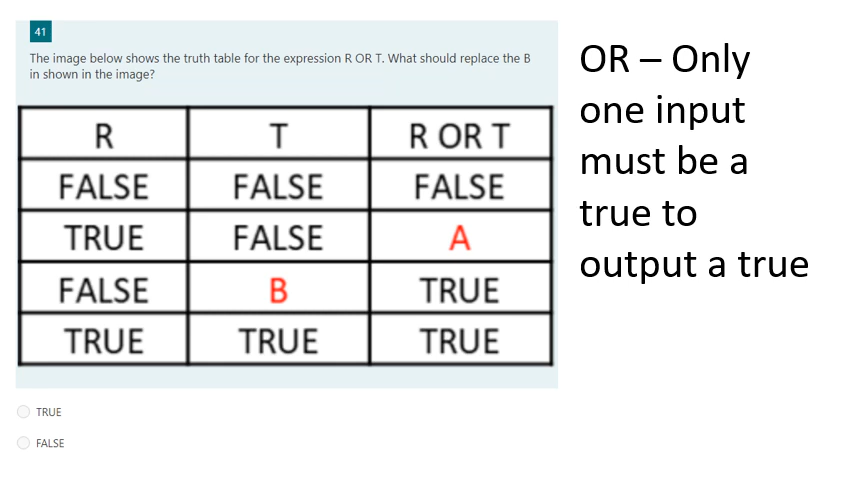 41
The image below shows the truth table for the expression R OR T. What should replace the B
in shown in the image?
R T R OR T
FALSE FALSE FALSE
TRUE FALSE A
FALSE B TRUE
TRUE TRUE TRUE
TRUE
FALSE
OR – Only
one input
must be a
true to
output a true